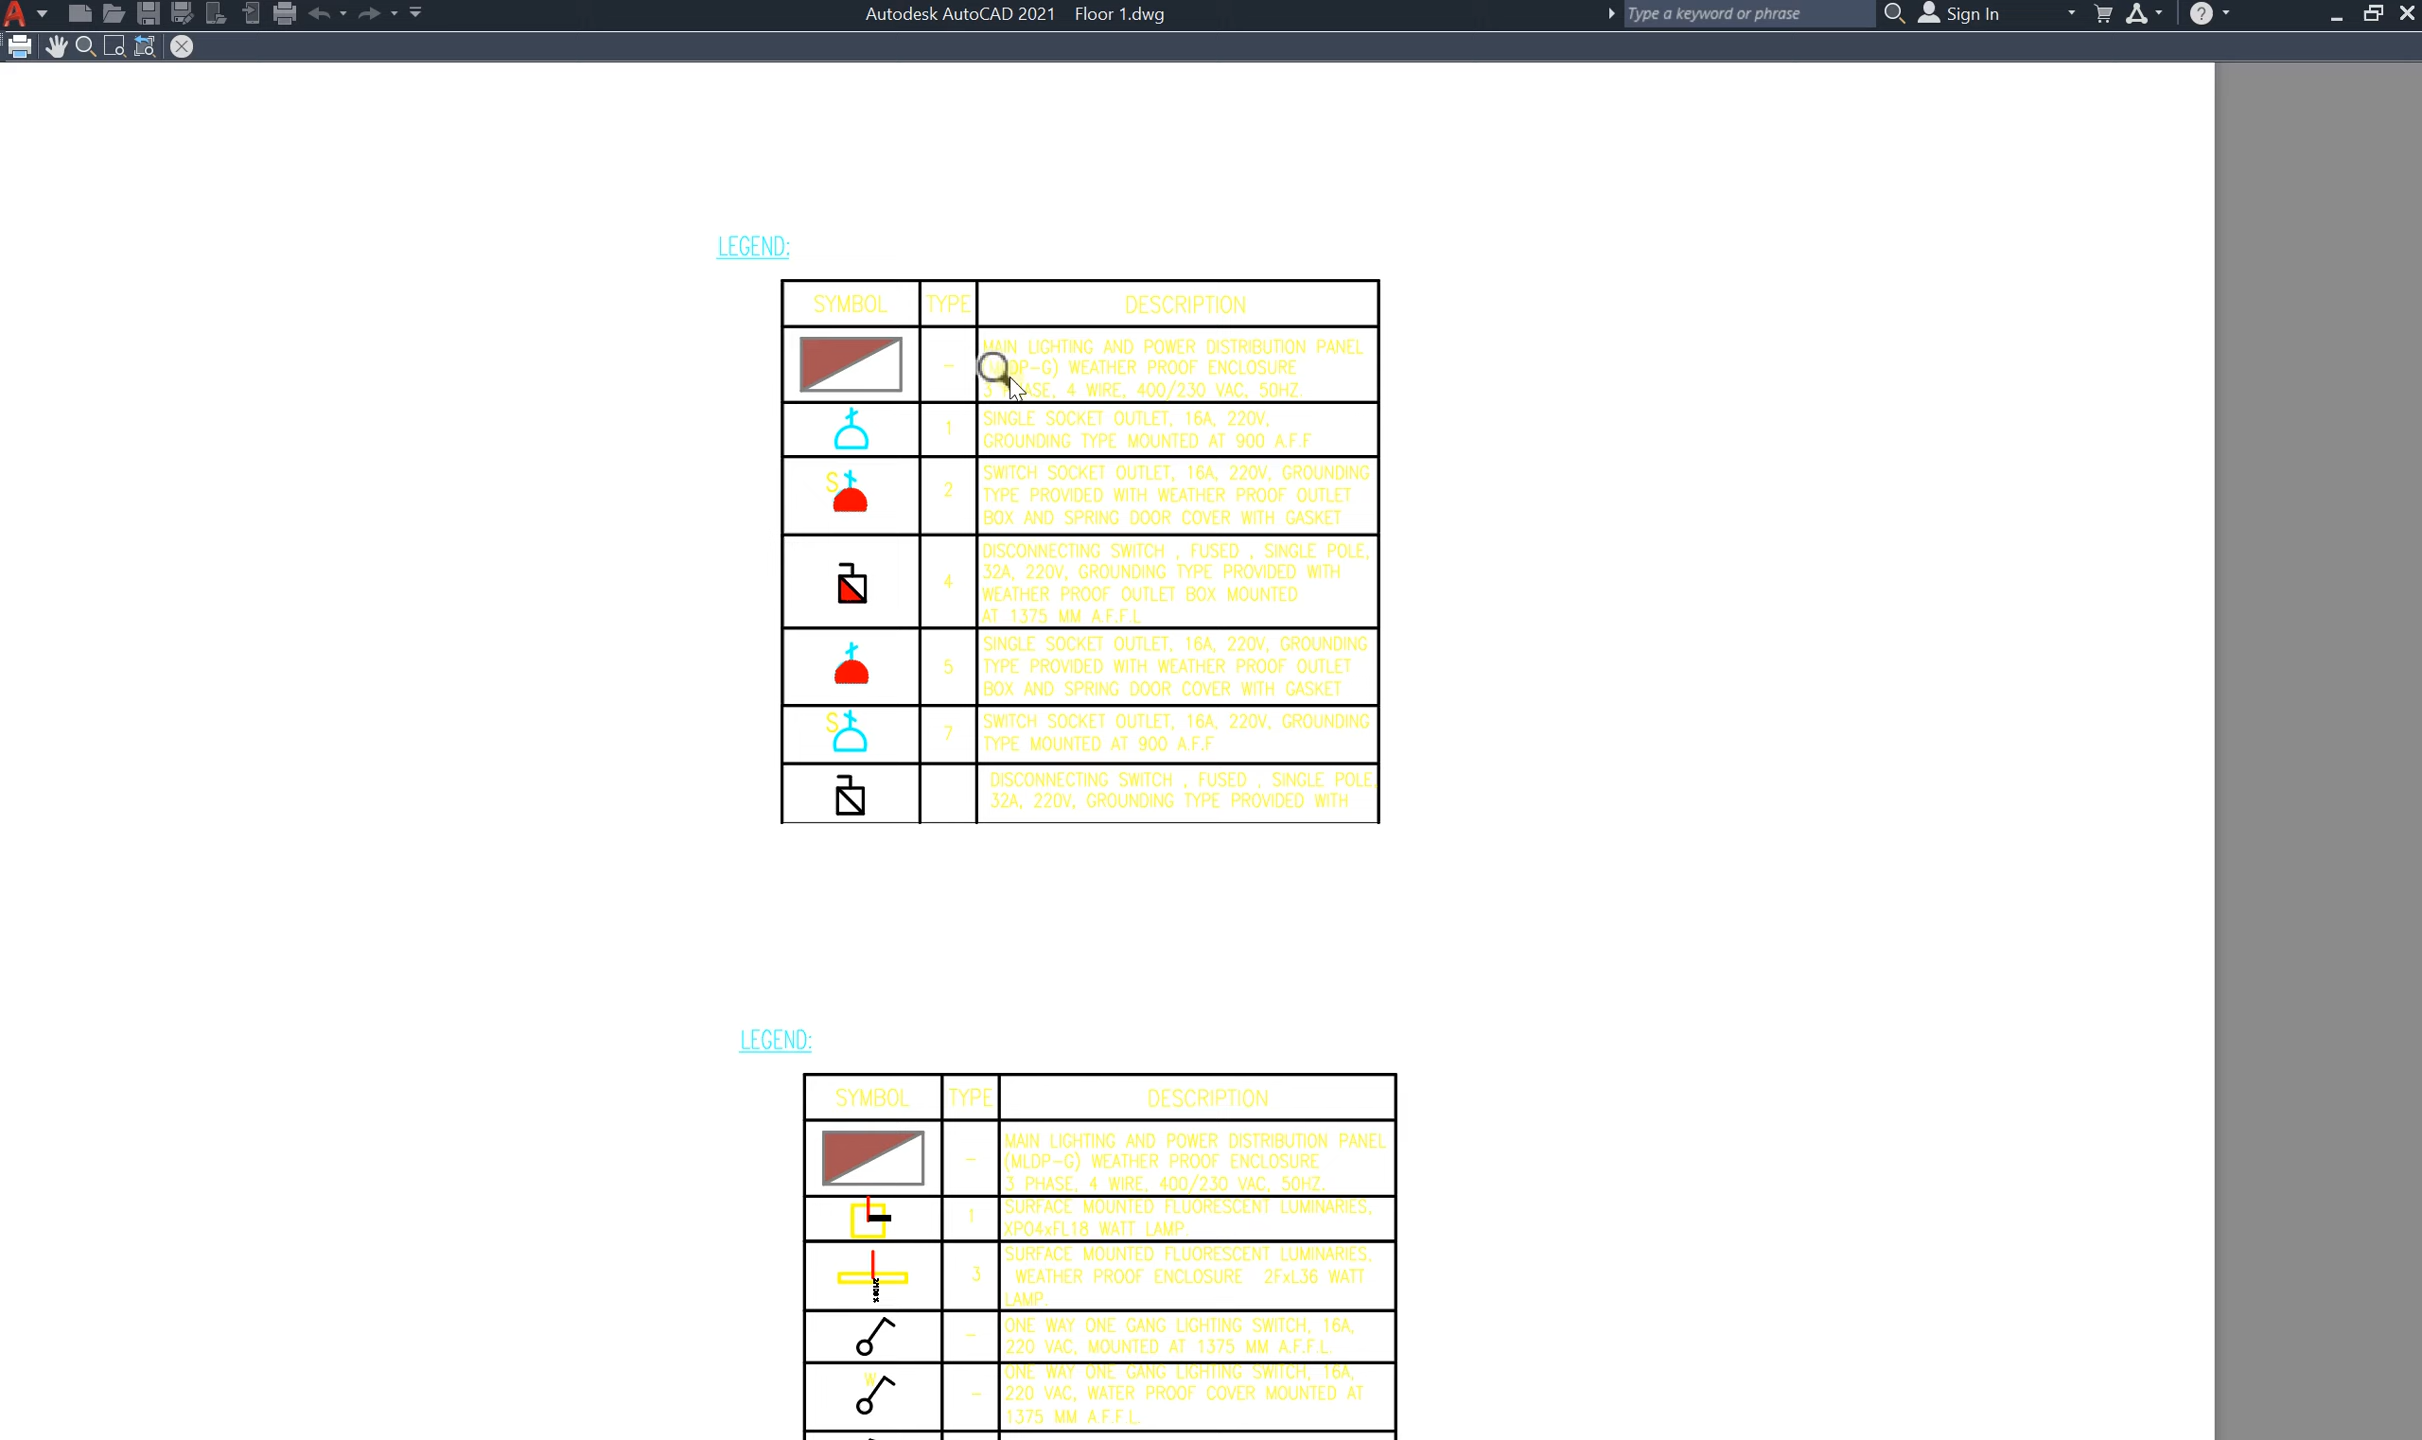 Autodesk AutoCAD 2021 Floor 1.dwg
Type a keyword or phrase
Sign In
LEGEND:
SYMBOL TYPE DESCRIPTION
- MAIN LIGHTING AND POWER DISTRIBUTION PANEL
WEATHER PROOF ENCLOSURE
4 WIRE, 400/230 VAC, 50HZ.
1 SINGLE SOCKET OUTLET, 16A, 220V,
GROUNDING TYPE MOUNTED AT 900 A.F.F
S 2 SWITCH SOCKET OUTLET, 16A, 220V, GROUNDING
TYPE PROVIDED WITH WEATHER PROOF OUTLET
BOX AND SPRING DOOR COVER WITH GASKET
4 DISCONNECTING SWITCH , FUSED , SINGLE POLE,
32A, 220V, GROUNDING TYPE PROVIDED WITH
WEATHER PROOF OUTLET BOX MOUNTED
AT 1375 MM A.F.F.L
5 SINGLE SOCKET OUTLET, 16A, 220V, GROUNDING
TYPE PROVIDED WITH WEATHER PROOF OUTLET
BOX AND SPRING DOOR COVER WITH GASKET
S 7 SWITCH SOCKET OUTLET, 16A, 220V, GROUNDING
TYPE MOUNTED AT 900 A.F.F
DISCONNECTING SWITCH , FUSED , SINGLE POLE,
32A, 220V, GROUNDING TYPE PROVIDED WITH
LEGEND:
SYMBOL TYPE DESCRIPTION
- MAIN LIGHTING AND POWER DISTRIBUTION PANEL
(MLDP-G) WEATHER PROOF ENCLOSURE
3 PHASE, 4 WIRE, 400/230 VAC, 50HZ.
1 SURFACE MOUNTED FLUORESCENT LUMINARIES,
XPO4xFL18 WATT LAMP.
3 SURFACE MOUNTED FLUORESCENT LUMINARIES,
WEATHER PROOF ENCLOSURE 2FxL36 WATT
LAMP.
- ONE WAY ONE GANG LIGHTING SWITCH, 16A,
220 VAC, MOUNTED AT 1375 MM A.F.F.L.
W - ONE WAY ONE GANG LIGHTING SWITCH, 16A,
220 VAC, WATER PROOF COVER MOUNTED AT
1375 MM A.F.F.L.